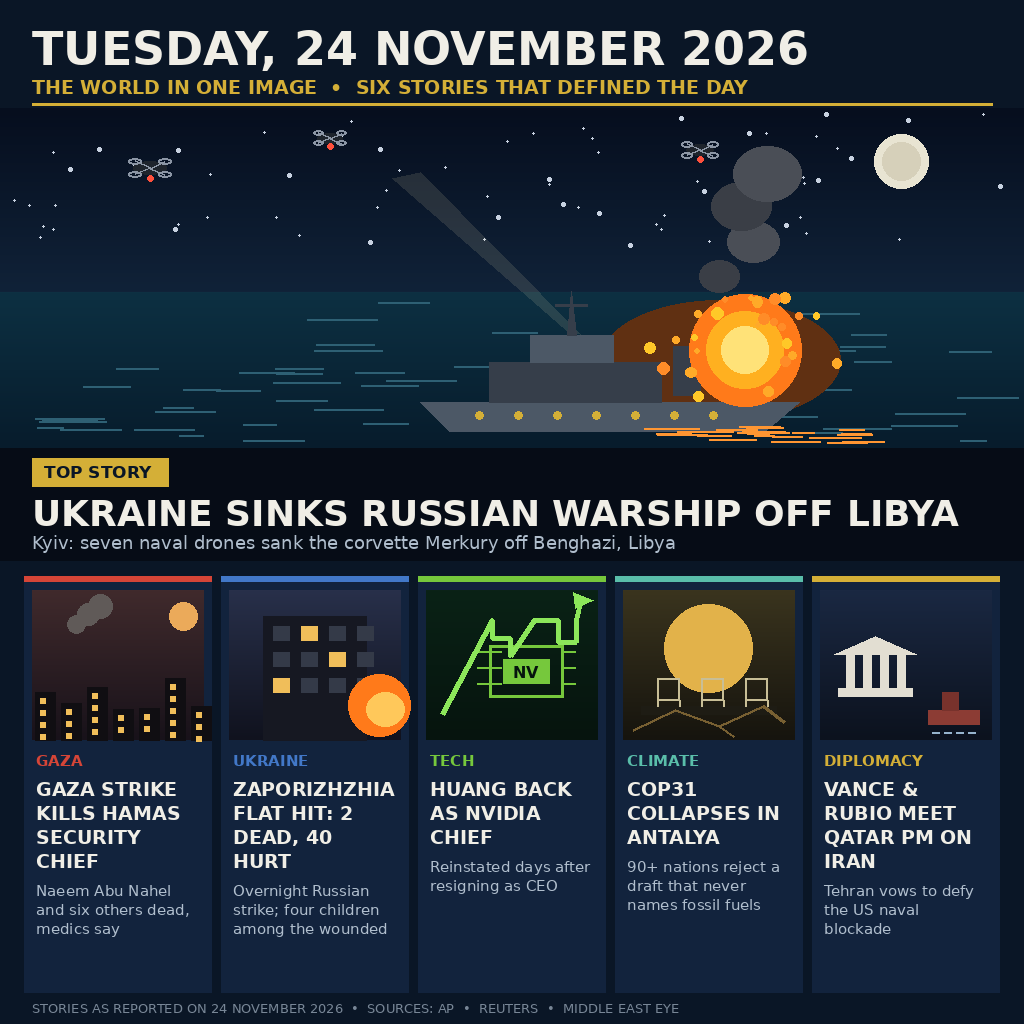 TUESDAY, 24 NOVEMBER 2026
THE WORLD IN ONE IMAGE • SIX STORIES THAT DEFINED THE DAY
TOP STORY
UKRAINE SINKS RUSSIAN WARSHIP OFF LIBYA
Kyiv: seven naval drones sank the corvette Merkury off Benghazi, Libya
GAZA
GAZA STRIKE
KILLS HAMAS
SECURITY
CHIEF
Naeem Abu Nahel
and six others dead,
medics say
UKRAINE
ZAPORIZHZHIA
FLAT HIT: 2
DEAD, 40
HURT
Overnight Russian
strike; four children
among the wounded
NV
TECH
HUANG BACK
AS NVIDIA
CHIEF
Reinstated days after
resigning as CEO
CLIMATE
COP31
COLLAPSES IN
ANTALYA
90+ nations reject a
draft that never
names fossil fuels
DIPLOMACY
VANCE &
RUBIO MEET
QATAR PM ON
IRAN
Tehran vows to defy
the US naval
blockade
STORIES AS REPORTED ON 24 NOVEMBER 2026 • SOURCES: AP • REUTERS • MIDDLE EAST EYE